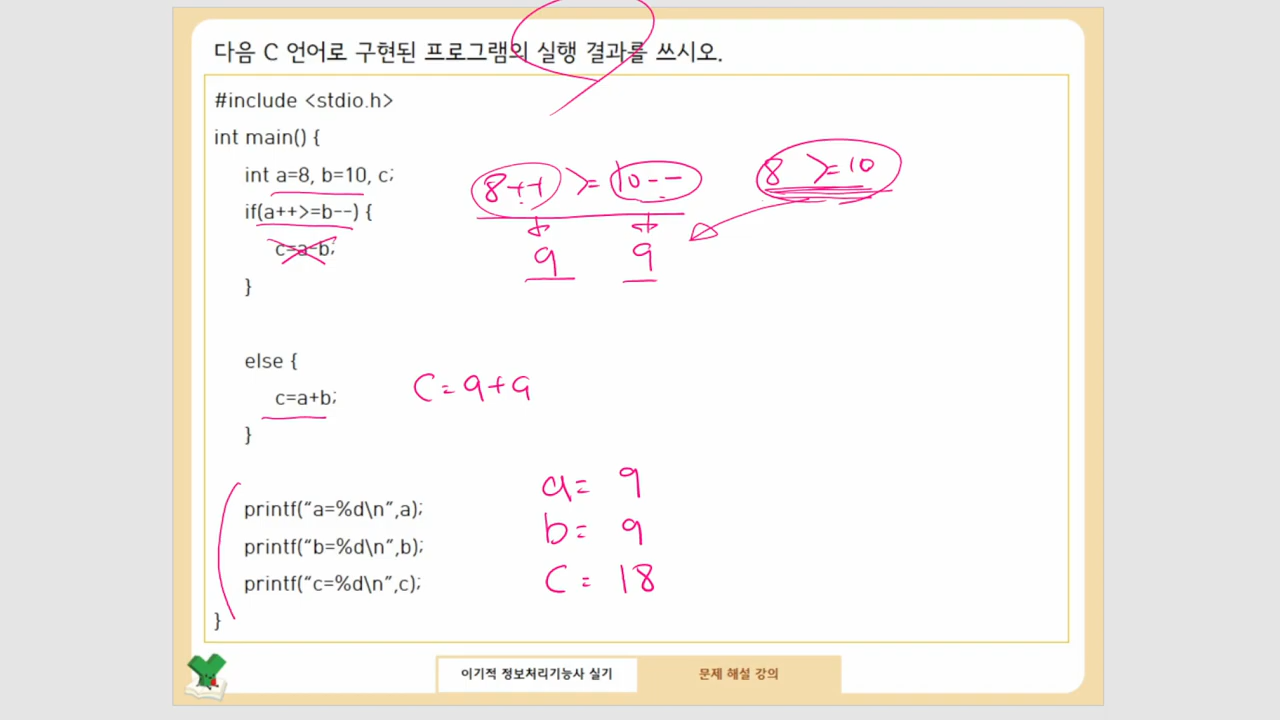 다음 C 언어로 구현된 프로그램의 실행 결과를 쓰시오.
#include <stdio.h>
int main() {
int a=8, b=10, c;
if(a++>=b--) {
c=a-b;
}
8++ >= 10--
8 >= 10
9 9
else {
c=a+b;
}
C=9+9
printf("a=%d\n",a);
printf("b=%d\n",b);
printf("c=%d\n",c);
}
a= 9
b= 9
C = 18
이기적 정보처리기능사 실기
문제 해설 강의